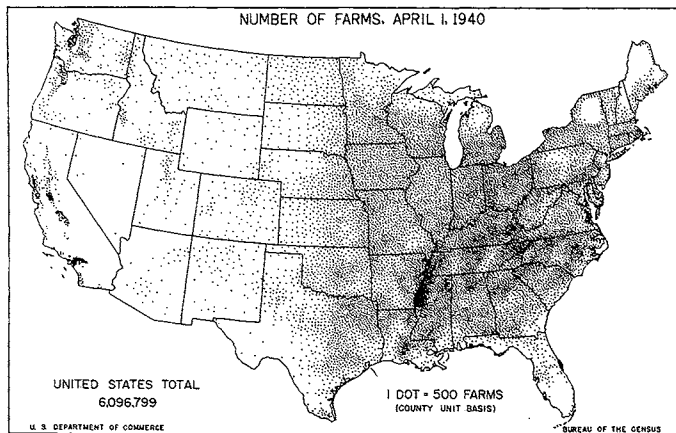 NUMBER OF FARMS, APRIL 1, 1940
UNITED STATES TOTAL
6,096,799
1 DOT = 500 FARMS
(COUNTY UNIT BASIS)
U. S. DEPARTMENT OF COMMERCE
BUREAU OF THE CENSUS